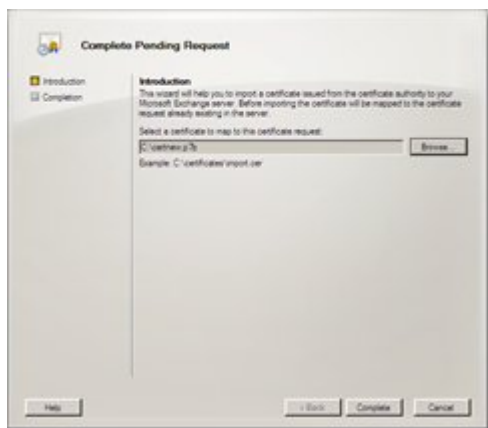 Complete Pending Request
Introduction
Completion
Introduction
This wizard will help you to import a certificate issued from the certificate authority to your
Microsoft Exchange server. Before importing the certificate will be mapped to the certificate
request already existing in the server.
Select a certificate to map to this certificate request:
C:\certnew.p7b
Browse...
Example: C:\certificates\import.cer
Help
< Back
Complete
Cancel